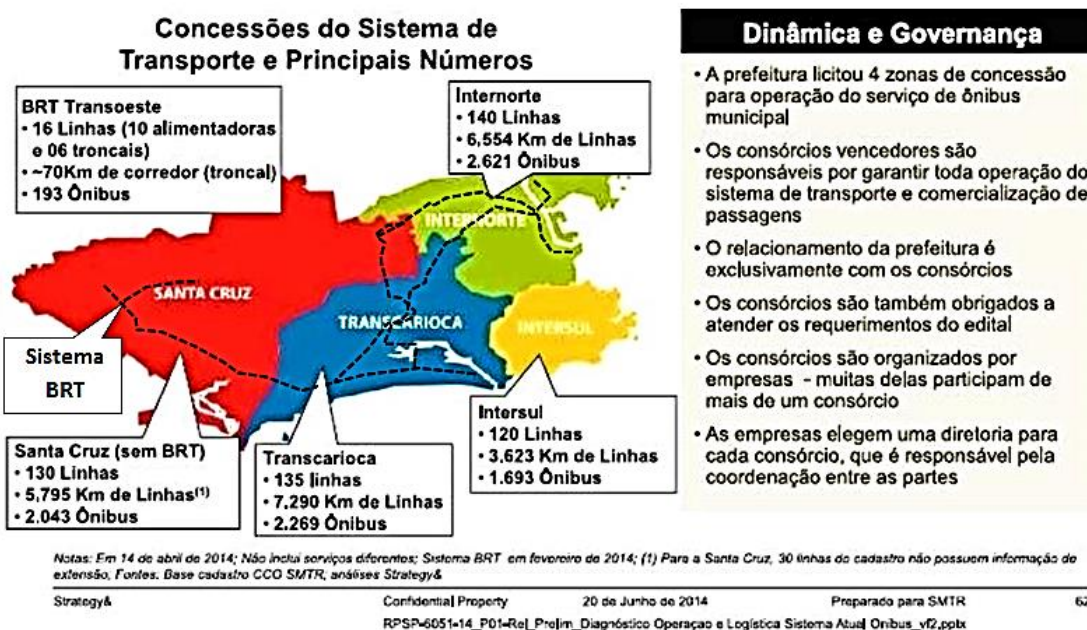 Concessões do Sistema de
Transporte e Principais Números
BRT Transoeste
• 16 Linhas (10 alimentadoras
e 06 troncais)
• ~70Km de corredor (troncal)
• 193 Ônibus
Internorte
• 140 Linhas
• 6,554 Km de Linhas
• 2.621 Ônibus
INTERNORTE
SANTA CRUZ
TRANSCARIOCA
INTERSUL
Sistema
BRT
Santa Cruz (sem BRT)
• 130 Linhas
• 5,795 Km de Linhas(1)
• 2.043 Ônibus
Transcarioca
• 135 linhas
• 7.290 Km de Linhas
• 2.269 Ônibus
Intersul
• 120 Linhas
• 3.623 Km de Linhas
• 1.693 Ônibus
Dinâmica e Governança
• A prefeitura licitou 4 zonas de concessão
para operação do serviço de ônibus
municipal
• Os consórcios vencedores são
responsáveis por garantir toda operação do
sistema de transporte e comercialização de
passagens
• O relacionamento da prefeitura é
exclusivamente com os consórcios
• Os consórcios são também obrigados a
atender os requerimentos do edital
• Os consórcios são organizados por
empresas - muitas delas participam de
mais de um consórcio
• As empresas elegem uma diretoria para
cada consórcio, que é responsável pela
coordenação entre as partes
Notas: Em 14 de abril de 2014; Não inclui serviços diferentes; Sistema BRT em fevereiro de 2014; (1) Para a Santa Cruz, 30 linhas do cadastro não possuem informação de
extensão; Fontes: Base cadastro CCO SMTR; análises Strategy&
Strategy& Confidential Property 20 de Junho de 2014 Preparado para SMTR 62
RPSP-6051-14_P01-Rel_Prelim_Diagnóstico Operaçao e Logística Sistema Atual Onibus_vf2.pptx